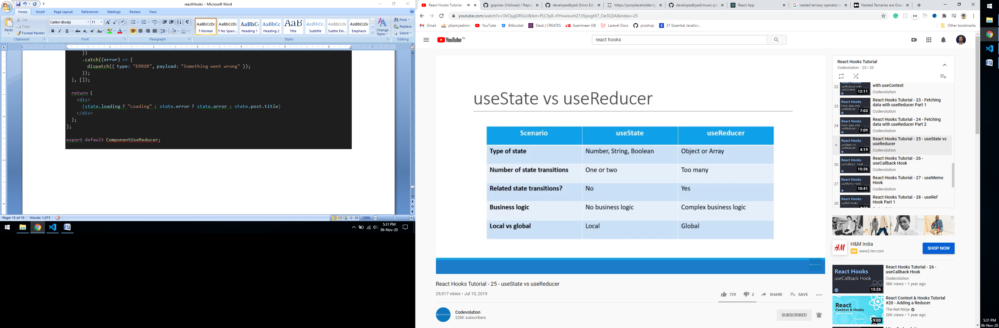 reactHooks - Microsoft Word
Home Insert Page Layout References Mailings Review View
Paste
Cut
Copy
Format Painter
Clipboard
Calibri (Body) 11
Font
Paragraph
AaBbCcDc AaBbCcDc AaBbC AaBbCc AaB AaBbCc. AaBbCcDc AaBbCcDc
¶ Normal ¶ No Spaci... Heading 1 Heading 2 Title Subtitle Subtle Em... Emphasis
Change Styles
Styles
Find
Replace
Select
Editing
})
.catch((error) => {
dispatch({ type: "ERROR", payload: "Something went wrong" });
});
}, []);
return (
<div>
{state.loading ? "Loading" : state.error ? state.error : state.post.title}
</div>
);
};
export default ComponentUseReducer;
Page: 15 of 15 Words: 1,073
150%
5:31 PM
06-Nov-20
React Hooks Tutorial - gopinav (Vishwas) / Repos developedbyed (Simo Edw https://jsonplaceholder.ty developedbyed/music-pla React App nested ternary operator in Nested Ternaries are Grea
youtube.com/watch?v=3VClygDRSsU&list=PLC3y8-rFHvwisvxhZ135pogtX7_Oe3Q3A&index=25
Gmail phpmyadmin YouTube Bitbucket Slack | CREATES Examineer-DB Laravel Docs proshop 37 Essential JavaScr... Other bookmarks
YouTube IN
react hooks
useState vs useReducer
Scenario useState useReducer
Type of state Number, String, Boolean Object or Array
Number of state transitions One or two Too many
Related state transitions? No Yes
Business logic No business logic Complex business logic
Local vs global Local Global
React Hooks Tutorial - 25 - useState vs useReducer
29,917 views • Jul 15, 2019
729 2 SHARE SAVE
Codevolution
228K subscribers
SUBSCRIBED
React Hooks Tutorial
Codevolution - 25 / 33
22
React Hooks
useReducer with
useContext
12:11
with useContext
Codevolution
23
React Hooks
Fetch data with
useReducer - I
7:03
React Hooks Tutorial - 23 - Fetching
data with useReducer Part 1
Codevolution
24
React Hooks
Fetch data with
useReducer -
7:09
React Hooks Tutorial - 24 - Fetching
data with useReducer Part 2
Codevolution
React Hooks
useState v/s
useReducer
4:19
React Hooks Tutorial - 25 - useState vs
useReducer
Codevolution
26
React Hooks
useCallback Hook
15:26
React Hooks Tutorial - 26 -
useCallback Hook
Codevolution
27
React Hooks
useMemo Hook
10:41
React Hooks Tutorial - 27 - useMemo
Hook
Codevolution
28
React Hooks
useRef Hook I
4:18
React Hooks Tutorial - 28 - useRef
Hook Part 1
H&M
H&M India
Ad www2.hm.com
SHOP NOW
React Hooks
useCallback Hook
26
15:26
React Hooks Tutorial - 26 -
useCallback Hook
Codevolution
58K views • 1 year ago
React
Context & Hooks
9:00
React Context & Hooks Tutorial
#20 - Adding a Reducer
The Net Ninja
26K views • 1 year ago
5:31 PM
06-Nov-20